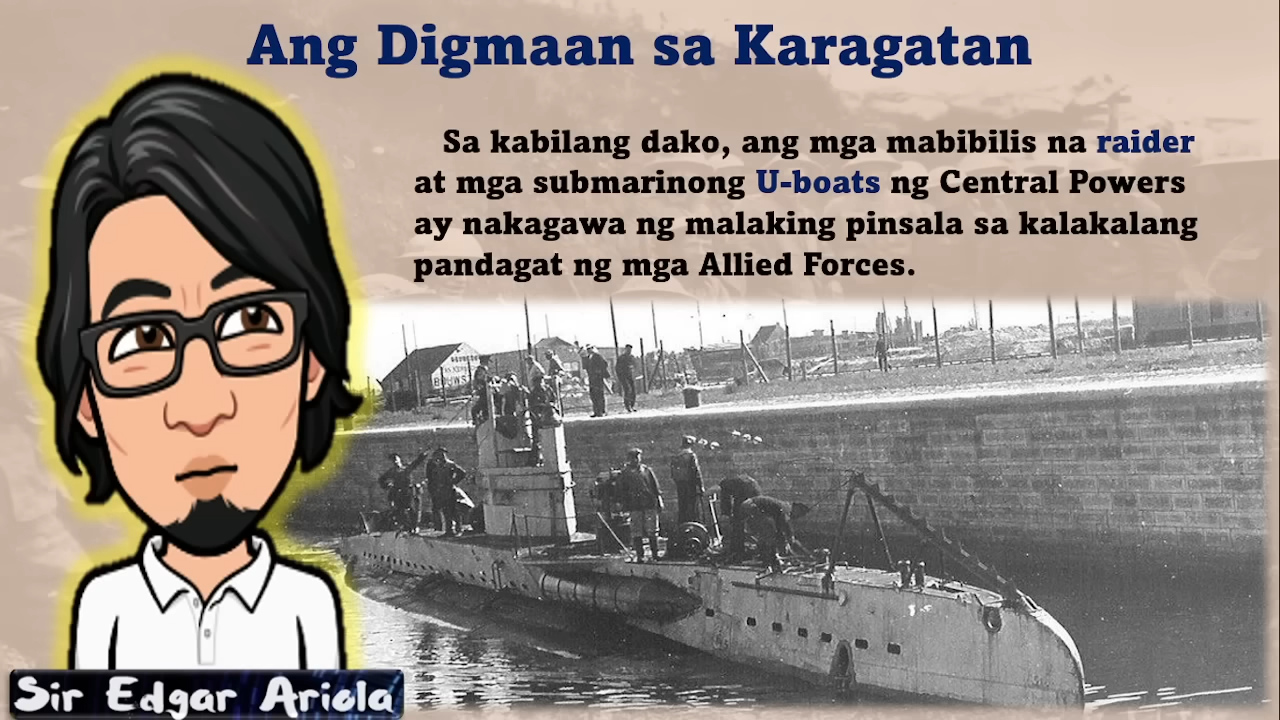 Ang Digmaan sa Karagatan
Sa kabilang dako, ang mga mabibilis na raider
at mga submarinong U-boats ng Central Powers
ay nakagawa ng malaking pinsala sa kalakalang
pandagat ng mga Allied Forces.
Sir Edgar Ariola